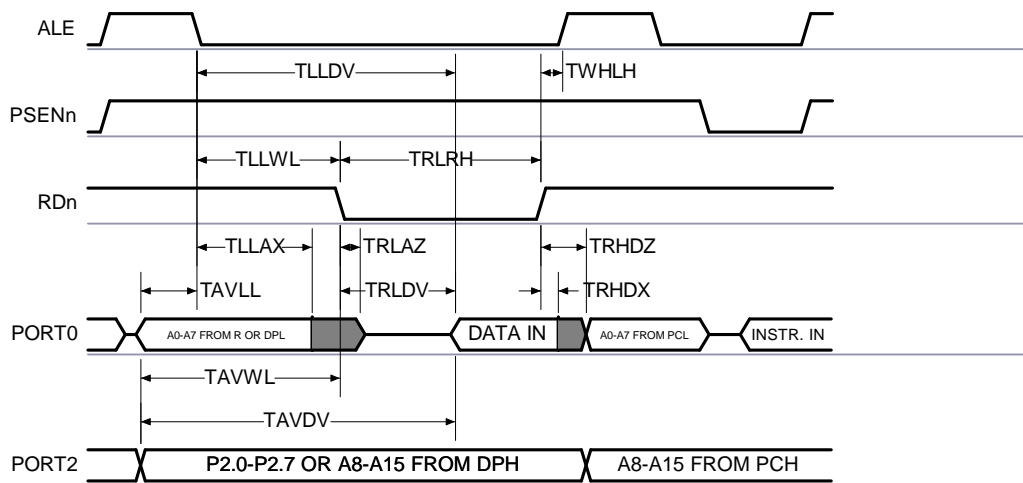 ALE
TLLDV
TWHLH
PSENn
TLLWL
TRLRH
RDn
TLLAX
TRLAZ
TRHDZ
TAVLL
TRLDV
TRHDX
PORT0
A0-A7 FROM R OR DPL
DATA IN
A0-A7 FROM PCL
INSTR. IN
TAVWL
TAVDV
PORT2
P2.0-P2.7 OR A8-A15 FROM DPH
A8-A15 FROM PCH